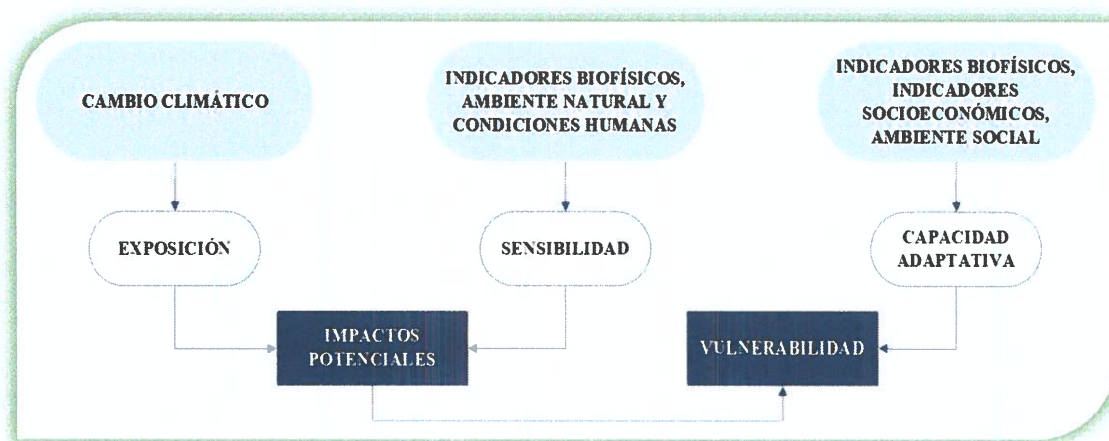 CAMBIO CLIMÁTICO
INDICADORES BIOFÍSICOS,
AMBIENTE NATURAL Y
CONDICIONES HUMANAS
INDICADORES BIOFÍSICOS,
INDICADORES
SOCIOECONÓMICOS,
AMBIENTE SOCIAL
EXPOSICIÓN
SENSIBILIDAD
CAPACIDAD
ADAPTATIVA
IMPACTOS
POTENCIALES
VULNERABILIDAD